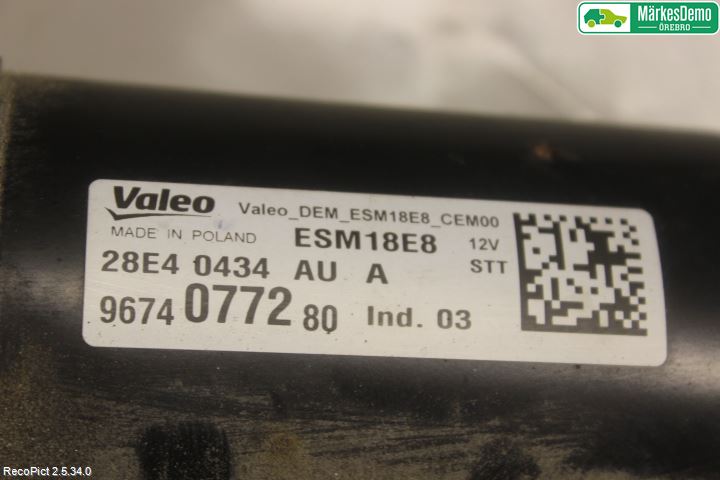 MärkesDemo
ÖREBRO
Valeo
Valeo_DEM_ESM18E8_CEM00
MADE IN POLAND ESM18E8 12V
28E4 0434 AU A STT
9674 0772 80 Ind. 03
RecoPict 2.5.34.0